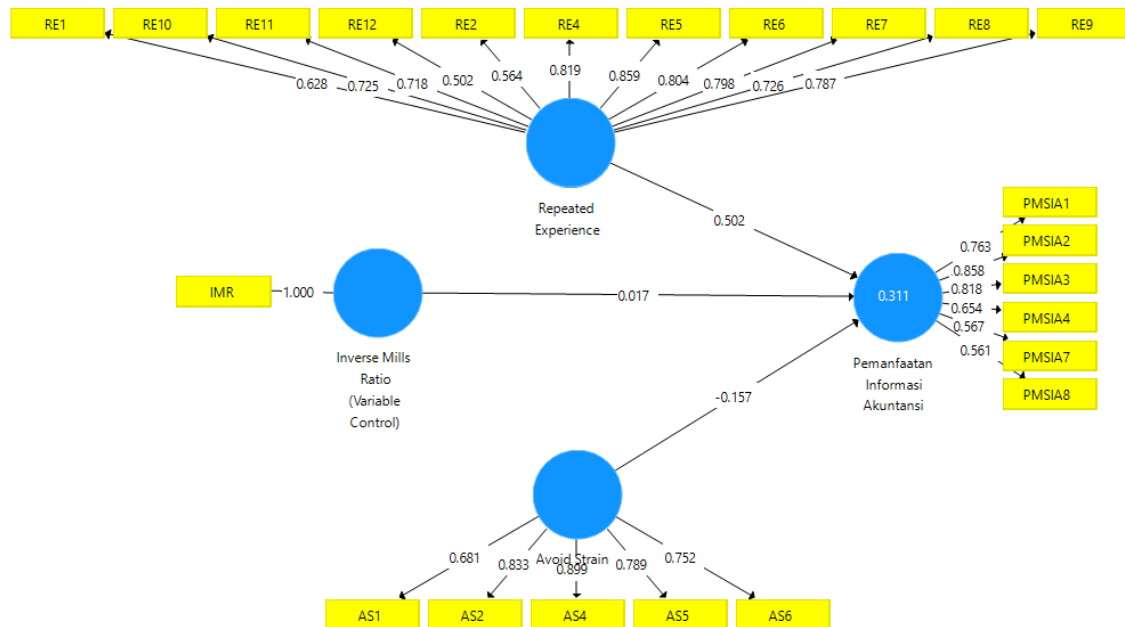 RE1 RE10 RE11 RE12 RE2 RE4 RE5 RE6 RE7 RE8 RE9
0.628 0.725 0.718 0.502 0.564 0.819 0.859 0.804 0.798 0.726 0.787
Repeated
Experience
0.502
IMR
1.000
Inverse Mills
Ratio
(Variable
Control)
0.017
0.311
Pemanfaatan
Informasi
Akuntansi
PMSIA1
PMSIA2
PMSIA3
PMSIA4
PMSIA7
PMSIA8
0.763
0.858
0.818
0.654
0.567
0.561
-0.157
Avoid Strain
0.681 0.833 0.899 0.789 0.752
AS1 AS2 AS4 AS5 AS6